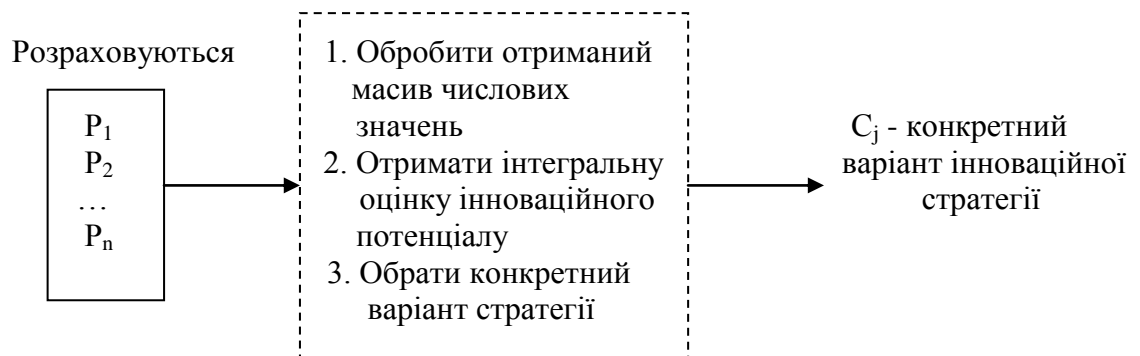 Розраховуються
P₁
P₂
…
Pₙ
1. Обробити отриманий
масив числових
значень
2. Отримати інтегральну
оцінку інноваційного
потенціалу
3. Обрати конкретний
варіант стратегії
Cⱼ - конкретний
варіант інноваційної
стратегії